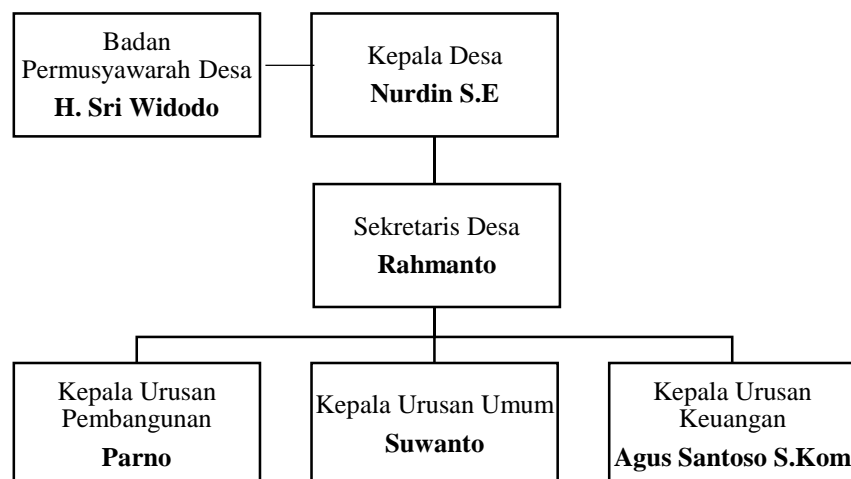 Badan
Permusyawarah Desa
H. Sri Widodo
Kepala Desa
Nurdin S.E
Sekretaris Desa
Rahmanto
Kepala Urusan
Pembangunan
Parno
Kepala Urusan Umum
Suwanto
Kepala Urusan
Keuangan
Agus Santoso S.Kom